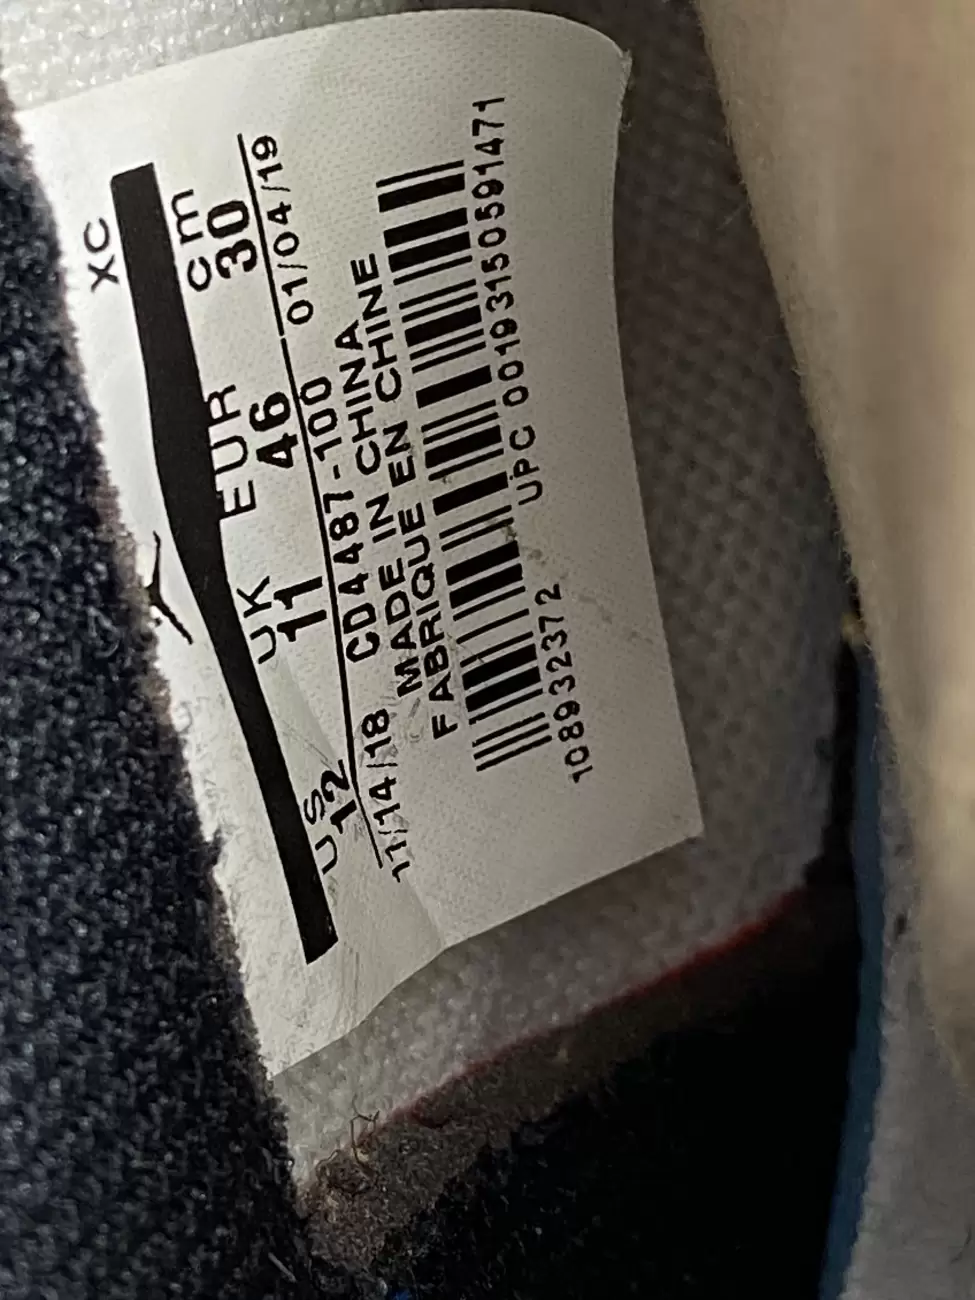 XC
US UK EUR cm
12 11 46 30
11/14/18 01/04/19
CD4487-100
MADE IN CHINA
FABRIQUE EN CHINE
108932372 UPC 00193150591471